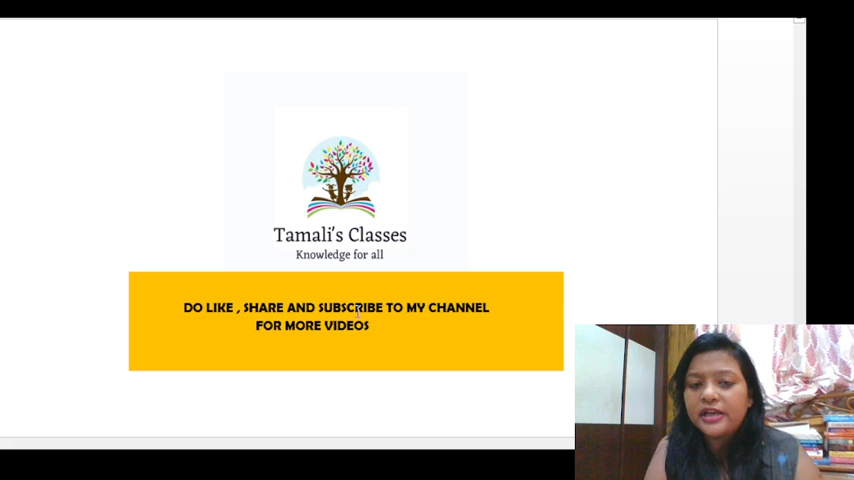 Tamali's Classes
Knowledge for all
DO LIKE , SHARE AND SUBSCRIBE TO MY CHANNEL
FOR MORE VIDEOS